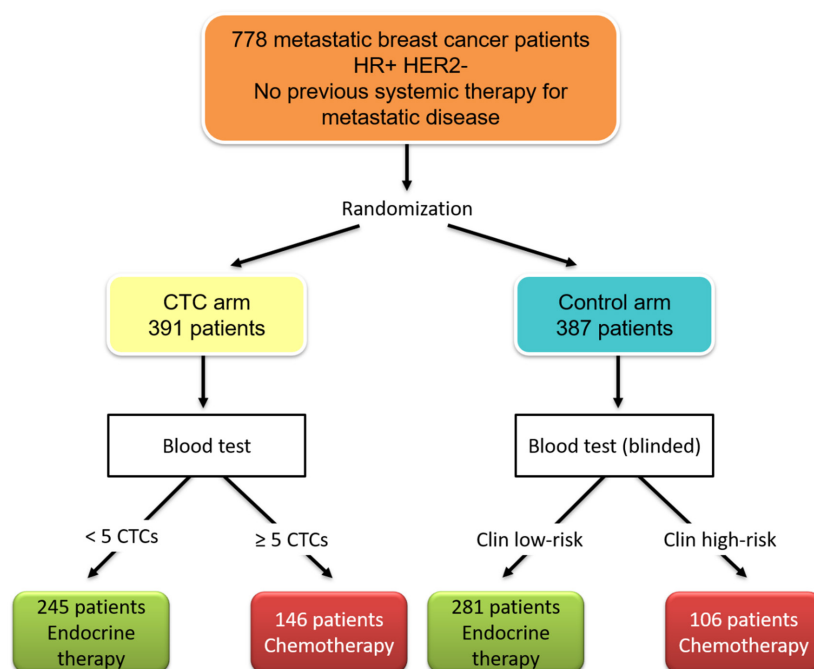 778 metastatic breast cancer patients
HR+ HER2-
No previous systemic therapy for
metastatic disease
Randomization
CTC arm
391 patients
Control arm
387 patients
Blood test
Blood test (blinded)
< 5 CTCs
≥ 5 CTCs
Clin low-risk
Clin high-risk
245 patients
Endocrine
therapy
146 patients
Chemotherapy
281 patients
Endocrine
therapy
106 patients
Chemotherapy